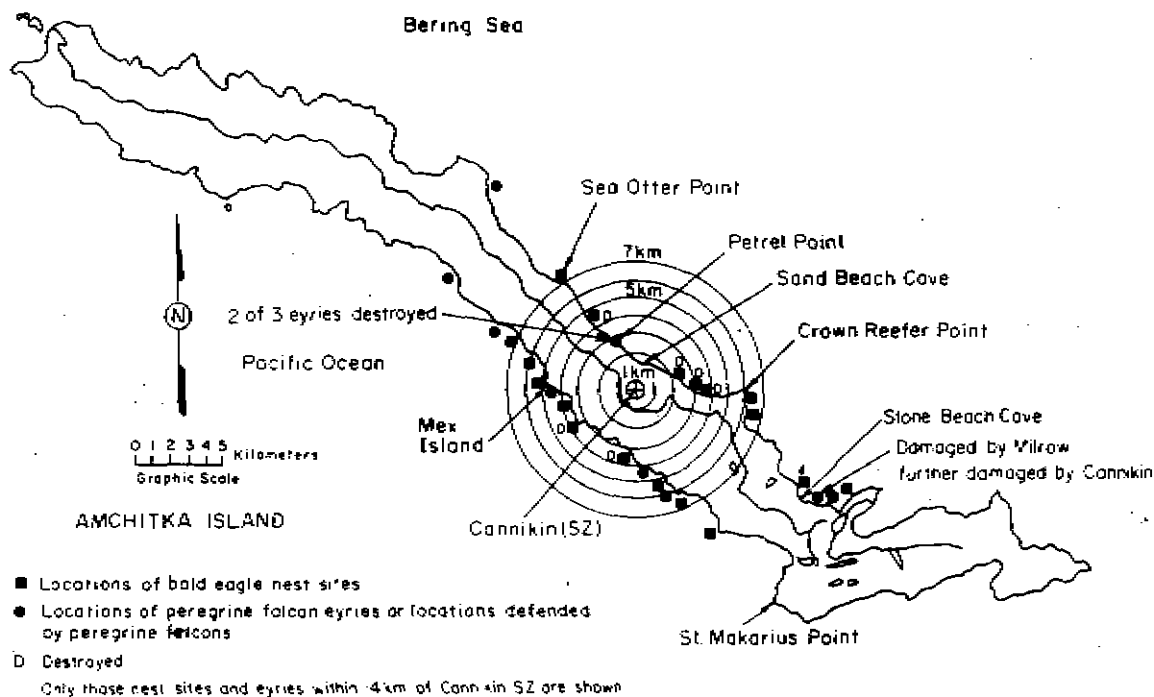 Bering Sea
Sea Otter Point
Petrel Point
7km
Sand Beach Cove
5km
2 of 3 eyries destroyed
Crown Reefer Point
N
Pacific Ocean
D
D
D
D
1km
Mex
Island
Stone Beach Cove
D
Damaged by Milrow
further damaged by Cannikin
D
0 1 2 3 4 5 Kilometers
Graphic Scale
Cannikin (SZ)
AMCHITKA ISLAND
■ Locations of bald eagle nest sites
● Locations of peregrine falcon eyries or locations defended
by peregrine felcons
St. Makarius Point
D Destroyed
Only those nest sites and eyries within 4km of Cannikin SZ are shown